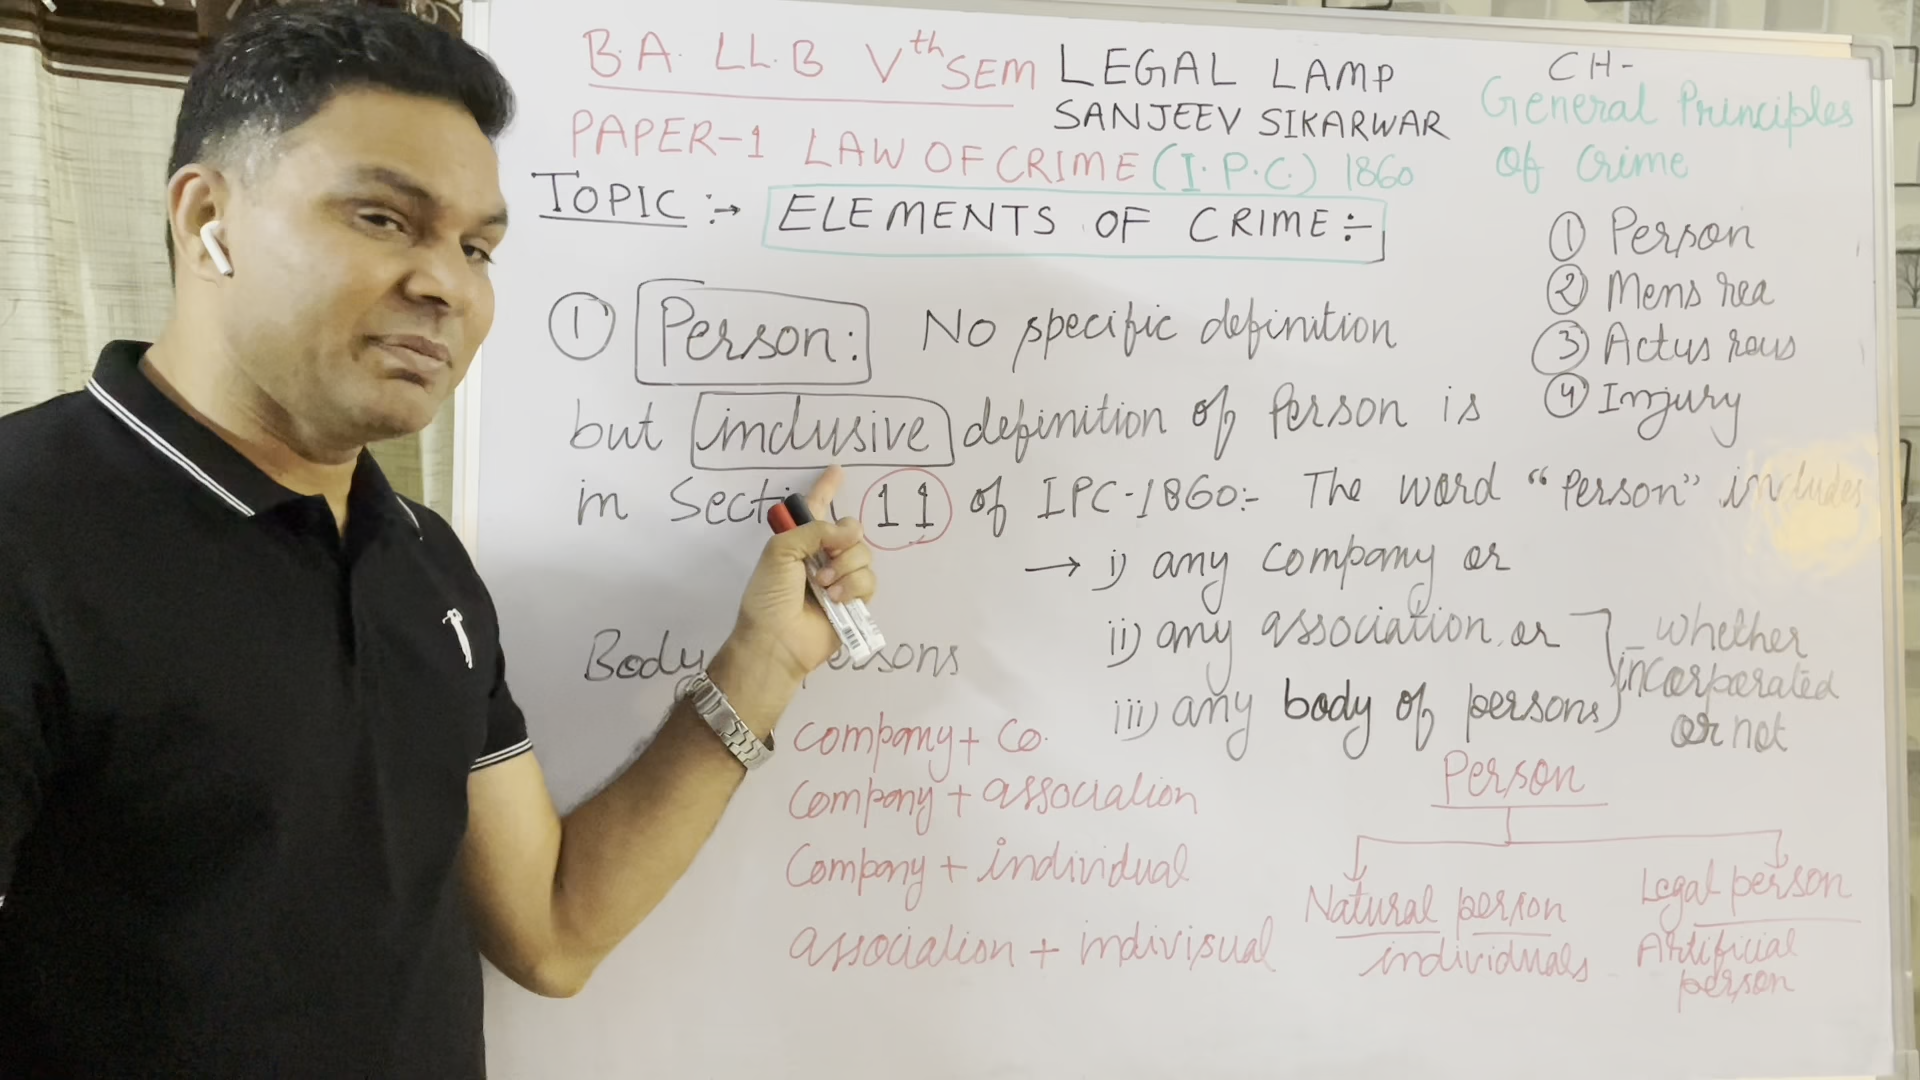 B.A. LL.B Vth SEM
LEGAL LAMP
SANJEEV SIKARWAR
PAPER-1 LAW OF CRIME (I.P.C.) 1860
TOPIC :→ ELEMENTS OF CRIME :-
CH-
General Principles
of Crime
① Person
② Mens rea
③ Actus reus
④ Injury
① Person: No specific definition
but inclusive definition of Person is
in Section 11 of IPC-1860:- The word "Person" includes
→ i) any company or
ii) any association or
iii) any body of persons
- whether
incorporated
or not
Body persons
Company + Co.
Company + association
Company + individual
association + indivisual
Person
Natural person
individuals
Legal person
Artificial
person